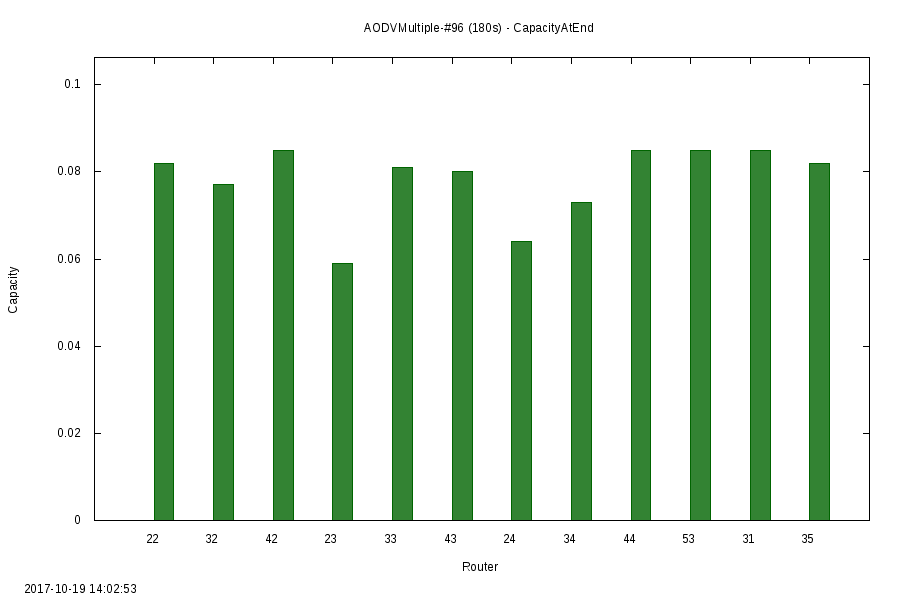 AODVMultiple-#96 (180s) - CapacityAtEnd
0.1
0.08
0.06
0.04
0.02
0
Capacity
22 32 42 23 33 43 24 34 44 53 31 35
Router
2017-10-19 14:02:53